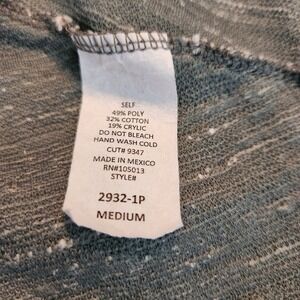 SELF
49% POLY
32% COTTON
19% CRYLIC
DO NOT BLEACH
HAND WASH COLD
CUT# 9347
MADE IN MEXICO
RN#105013
STYLE#
2932-1P
MEDIUM